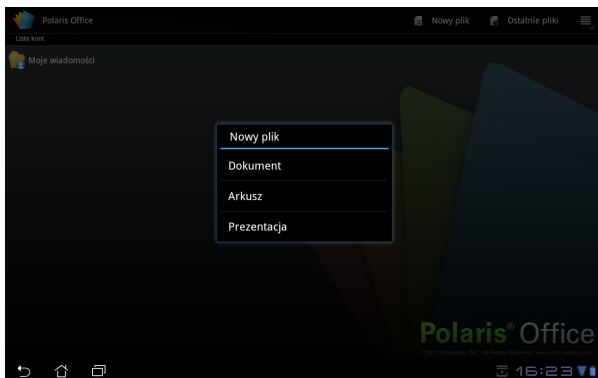 Polaris Office
Nowy plik
Ostatnie pliki
Lista kont
Moje wiadomości
Nowy plik
Dokument
Arkusz
Prezentacja
Polaris® Office
16:23